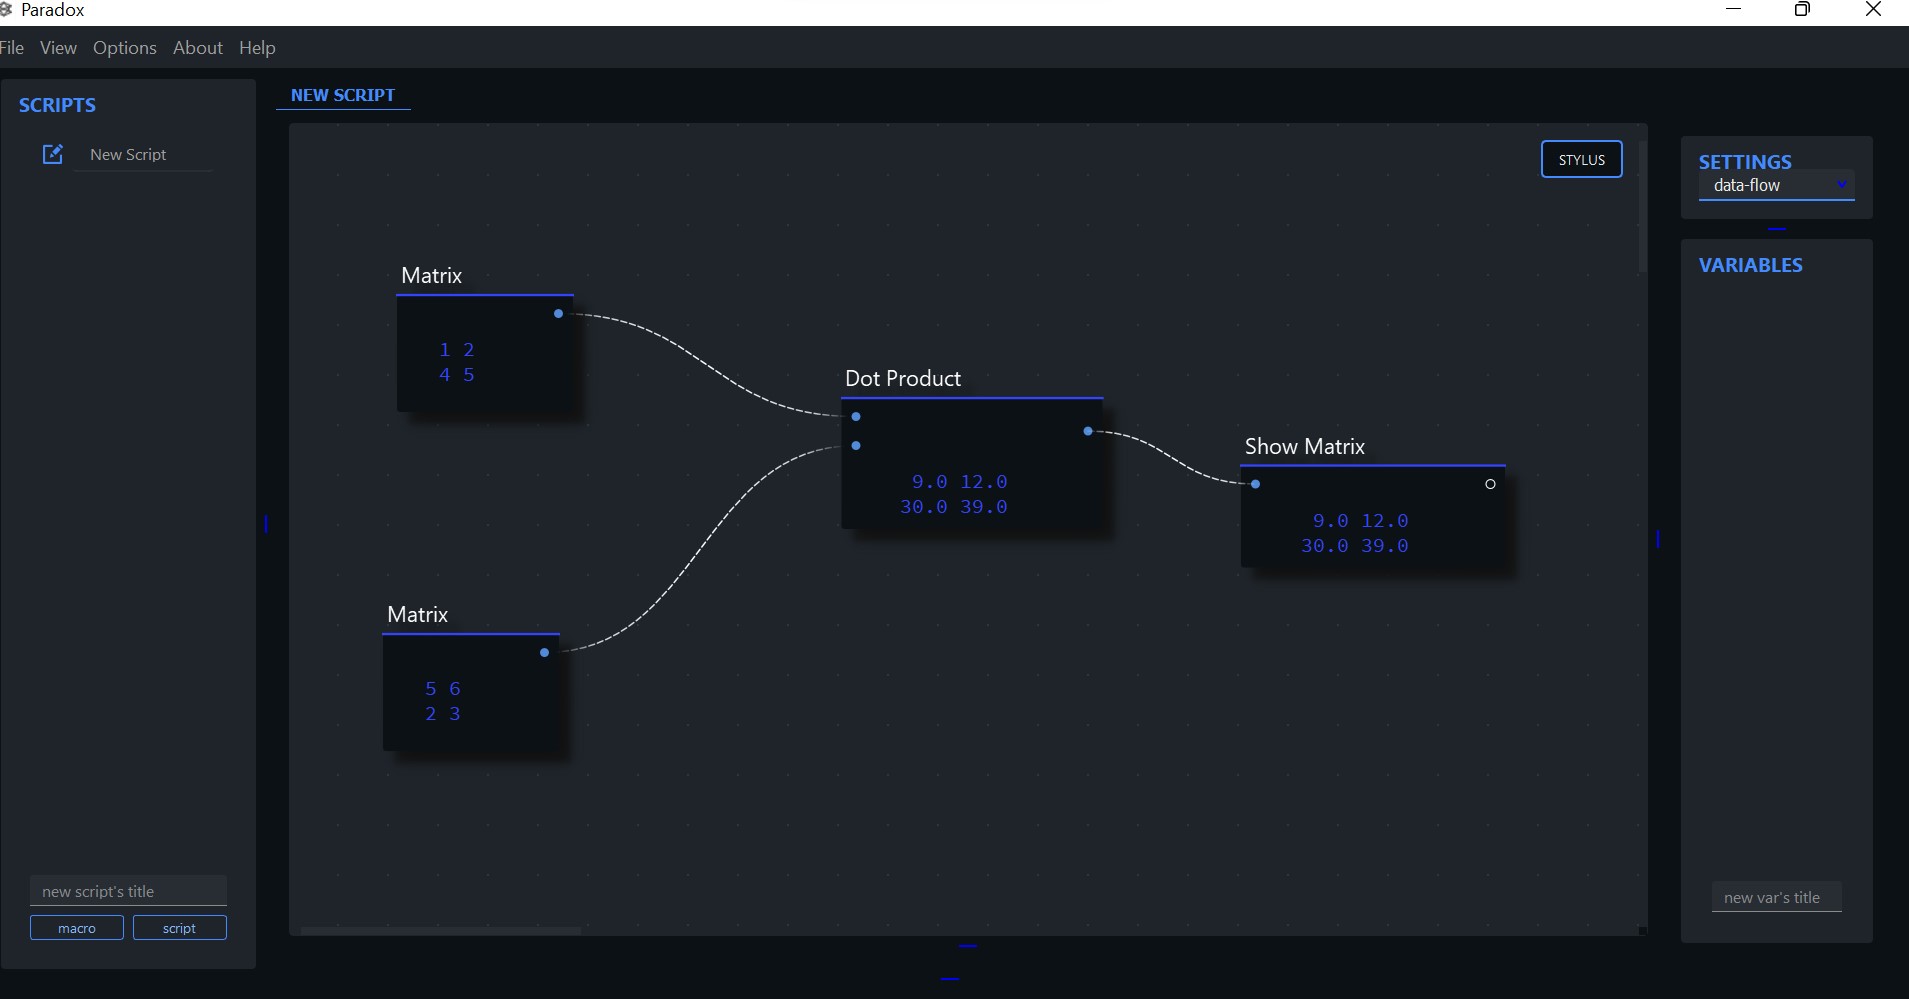 Paradox
File View Options About Help
SCRIPTS
New Script
new script's title
macro script
NEW SCRIPT
STYLUS
Matrix
1 2
4 5
Matrix
5 6
2 3
Dot Product
9.0 12.0
30.0 39.0
Show Matrix
9.0 12.0
30.0 39.0
SETTINGS
data-flow
VARIABLES
new var's title